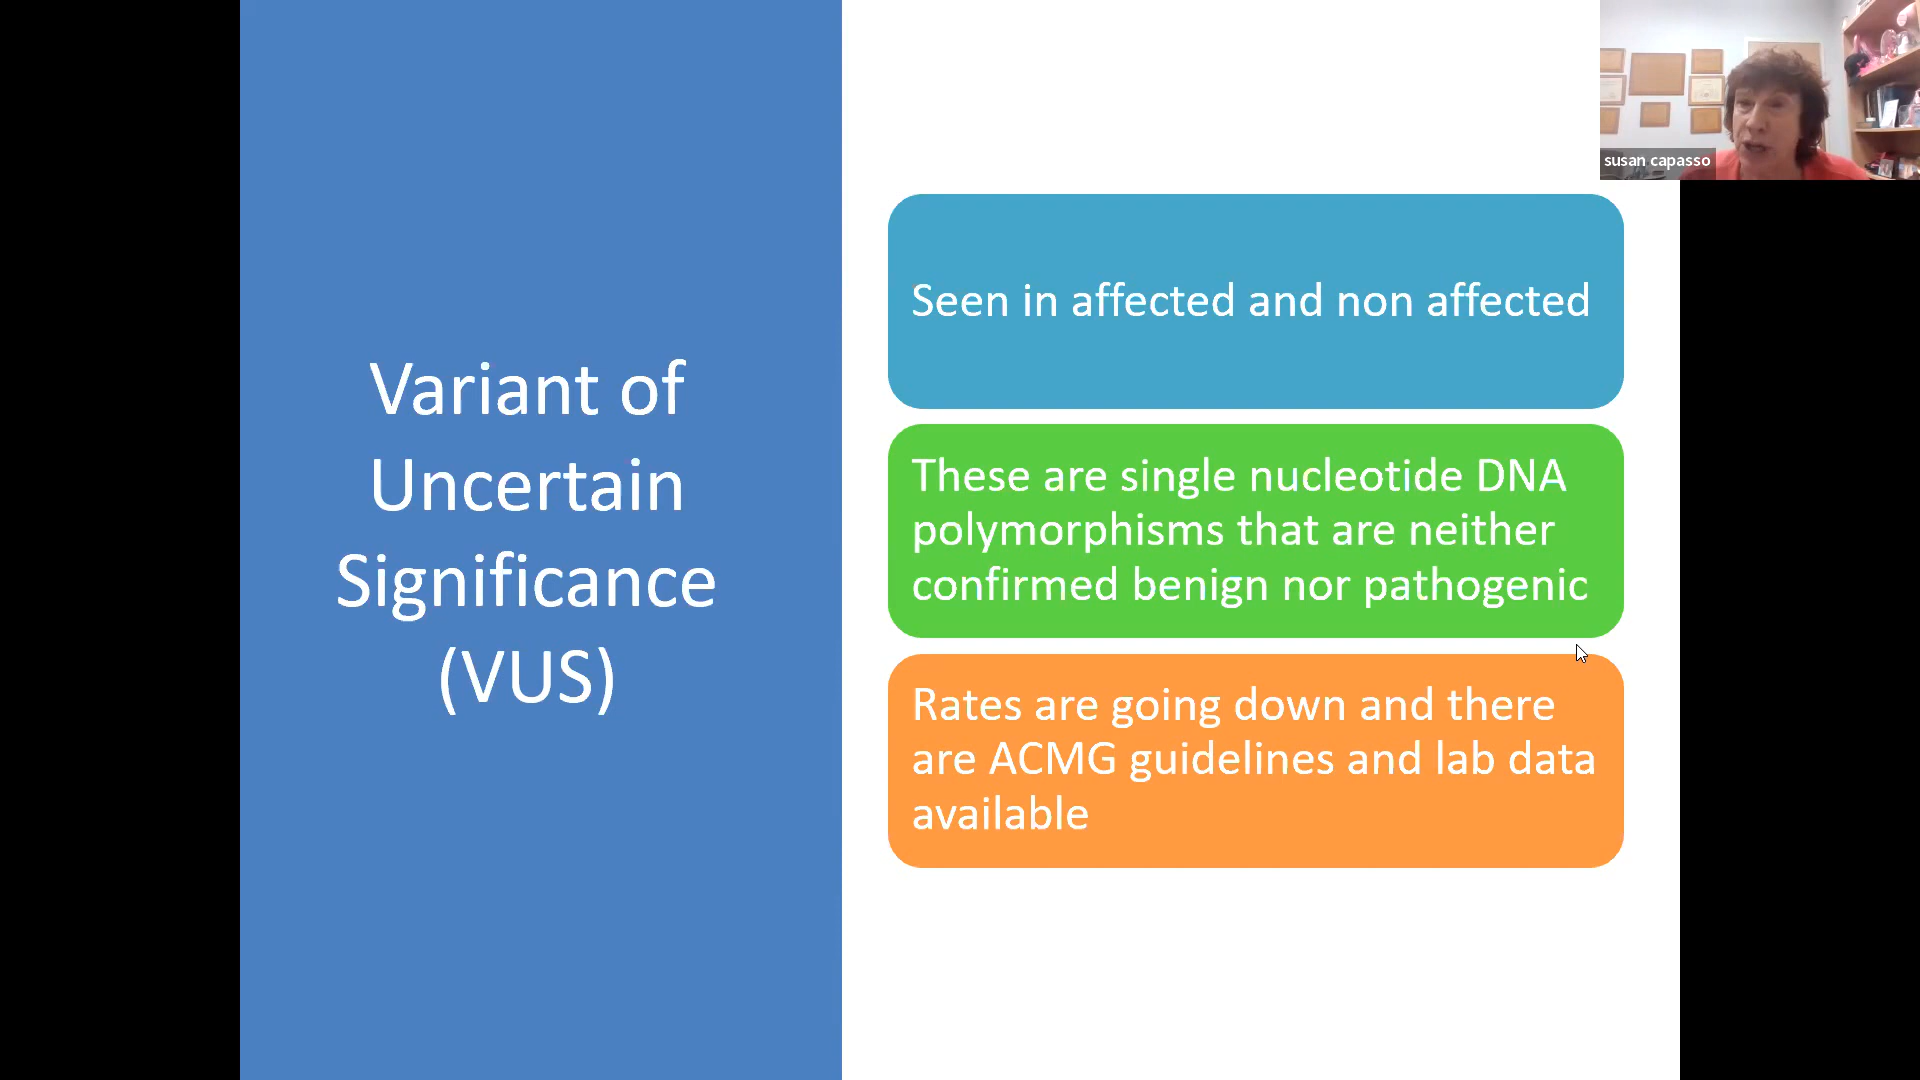 Variant of
Uncertain
Significance
(VUS)
susan capasso
Seen in affected and non affected
These are single nucleotide DNA
polymorphisms that are neither
confirmed benign nor pathogenic
Rates are going down and there
are ACMG guidelines and lab data
available